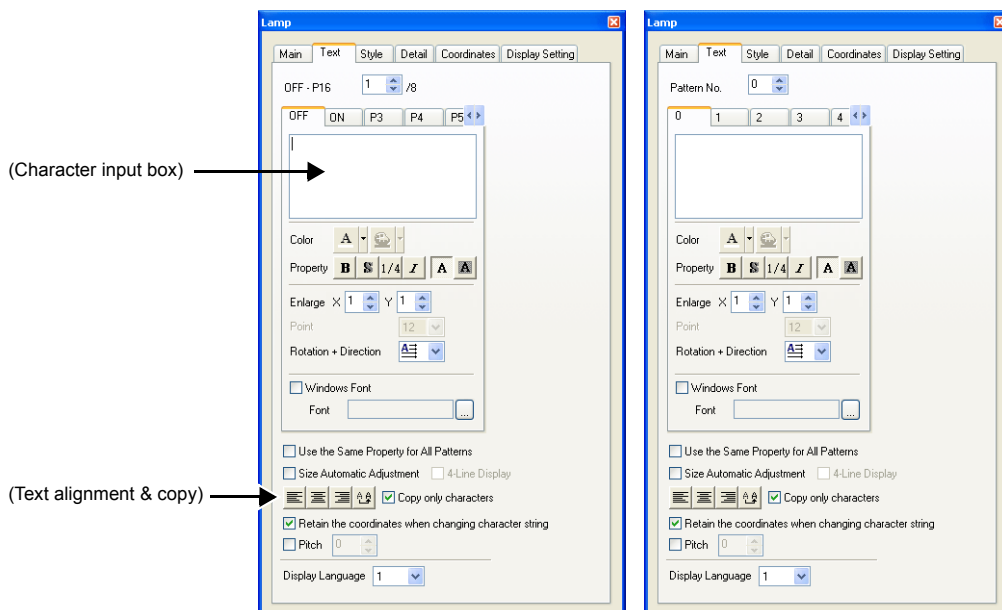 Lamp
Main Text Style Detail Coordinates Display Setting
OFF - P16 1 /8
OFF ON P3 P4 P5
(Character input box)
Color A
Property B S 1/4 I A A
Enlarge X 1 Y 1
Point 12
Rotation + Direction A
Windows Font
Font ...
Use the Same Property for All Patterns
Size Automatic Adjustment 4-Line Display
(Text alignment & copy)
Copy only characters
Retain the coordinates when changing character string
Pitch 0
Display Language 1
Lamp
Main Text Style Detail Coordinates Display Setting
Pattern No. 0
0 1 2 3 4
Color A
Property B S 1/4 I A A
Enlarge X 1 Y 1
Point 12
Rotation + Direction A
Windows Font
Font ...
Use the Same Property for All Patterns
Size Automatic Adjustment 4-Line Display
Copy only characters
Retain the coordinates when changing character string
Pitch 0
Display Language 1